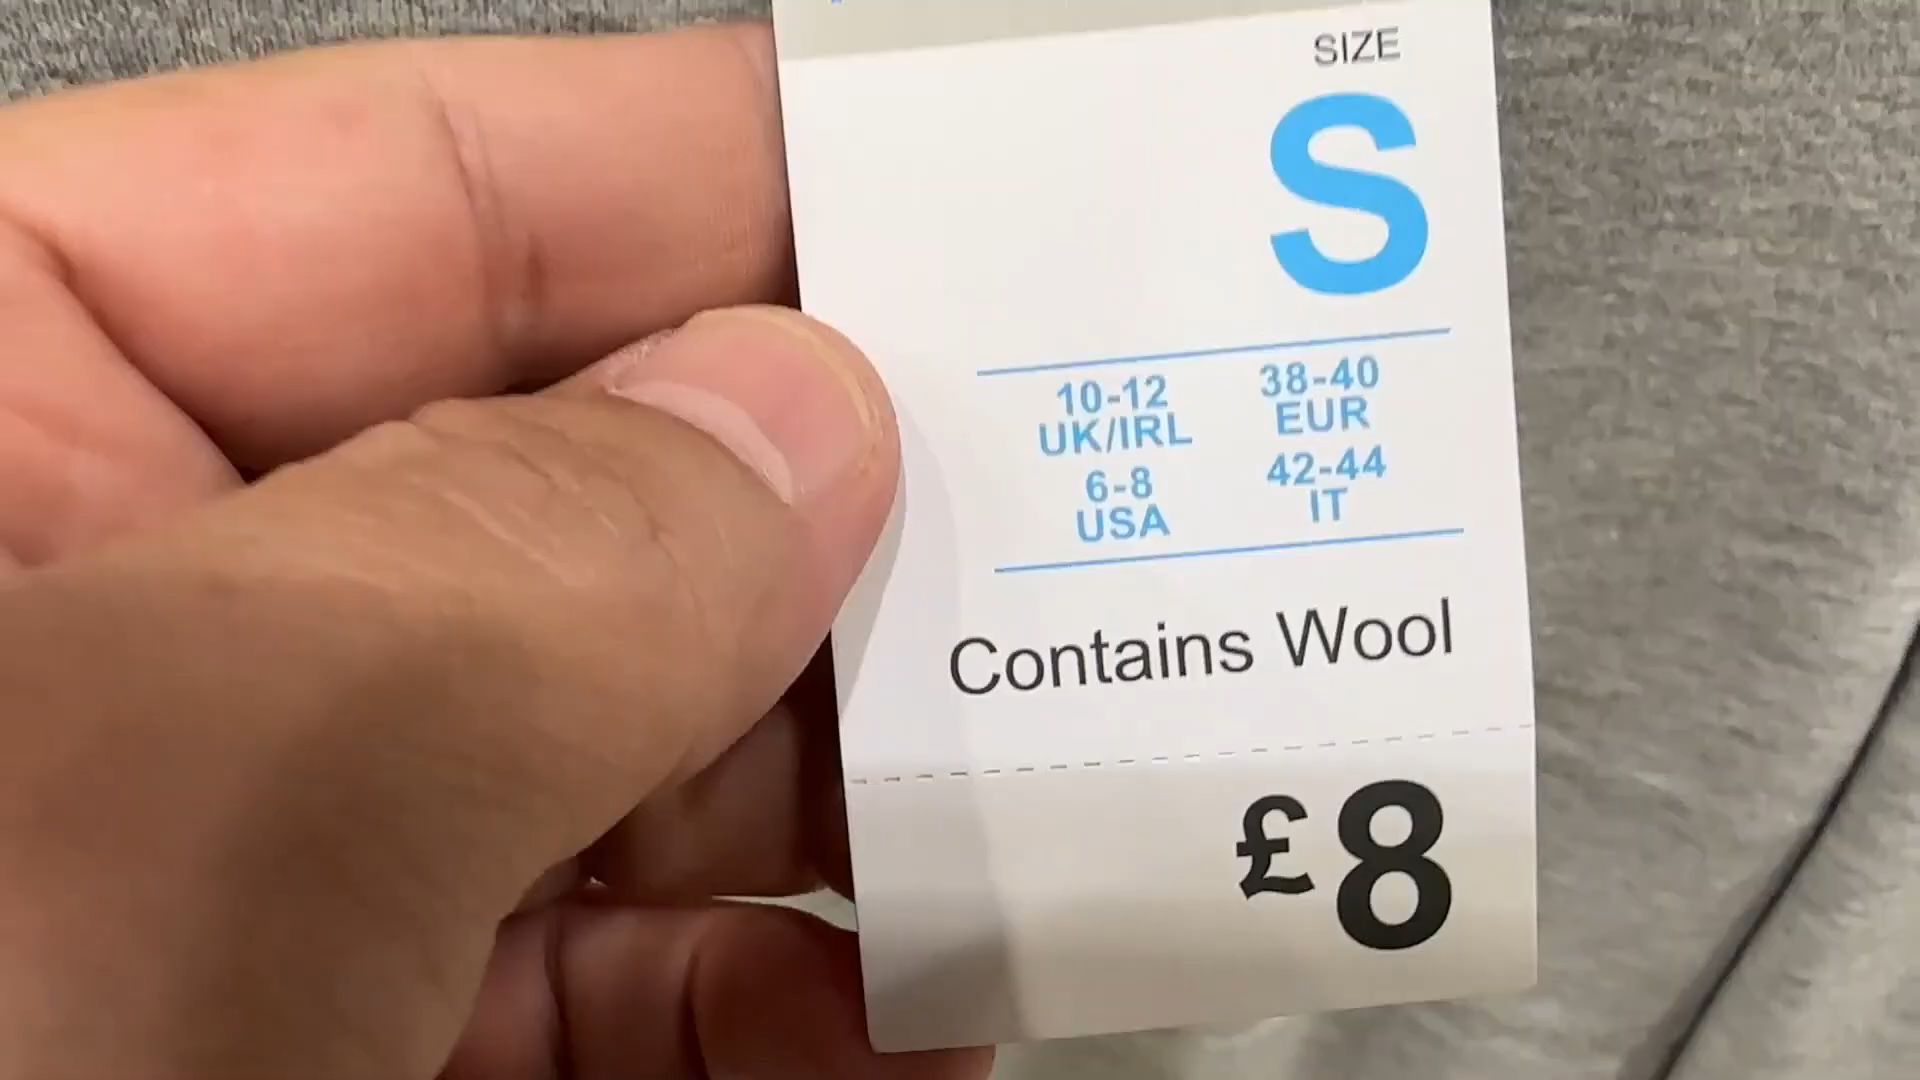 SIZE
S
10-12 38-40
UK/IRL EUR
6-8 42-44
USA IT
Contains Wool
£8